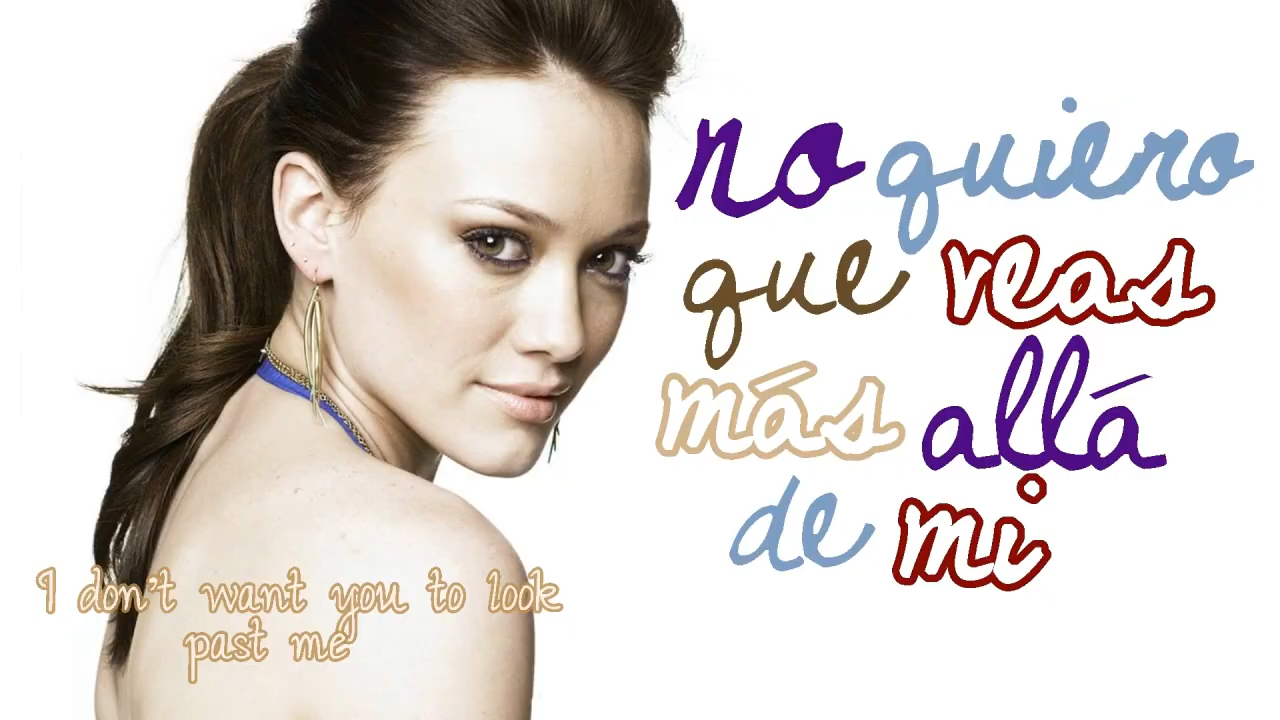 no quiero
que veas
más allá
de mi
I don't want you to look
past me